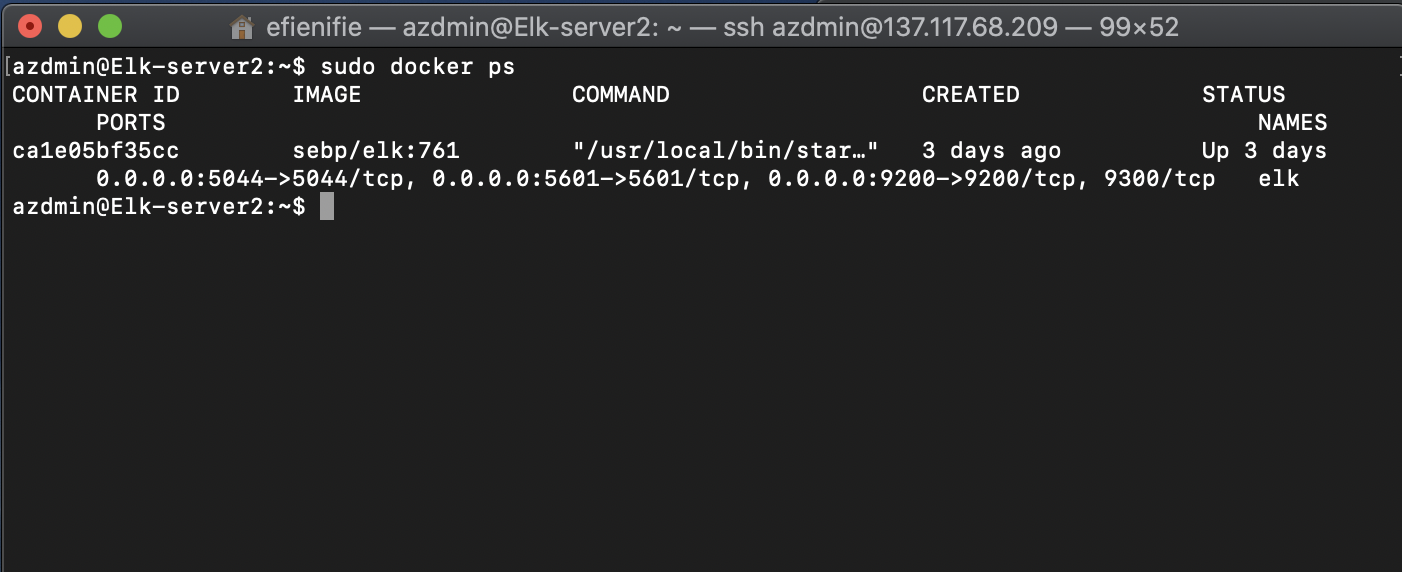 efienifie — azdmin@Elk-server2: ~ — ssh azdmin@137.117.68.209 — 99×52
[azdmin@Elk-server2:~$ sudo docker ps
CONTAINER ID        IMAGE               COMMAND                  CREATED             STATUS
      PORTS                                                                              NAMES
ca1e05bf35cc        sebp/elk:761        "/usr/local/bin/star…"   3 days ago          Up 3 days
      0.0.0.0:5044->5044/tcp, 0.0.0.0:5601->5601/tcp, 0.0.0.0:9200->9200/tcp, 9300/tcp   elk
azdmin@Elk-server2:~$